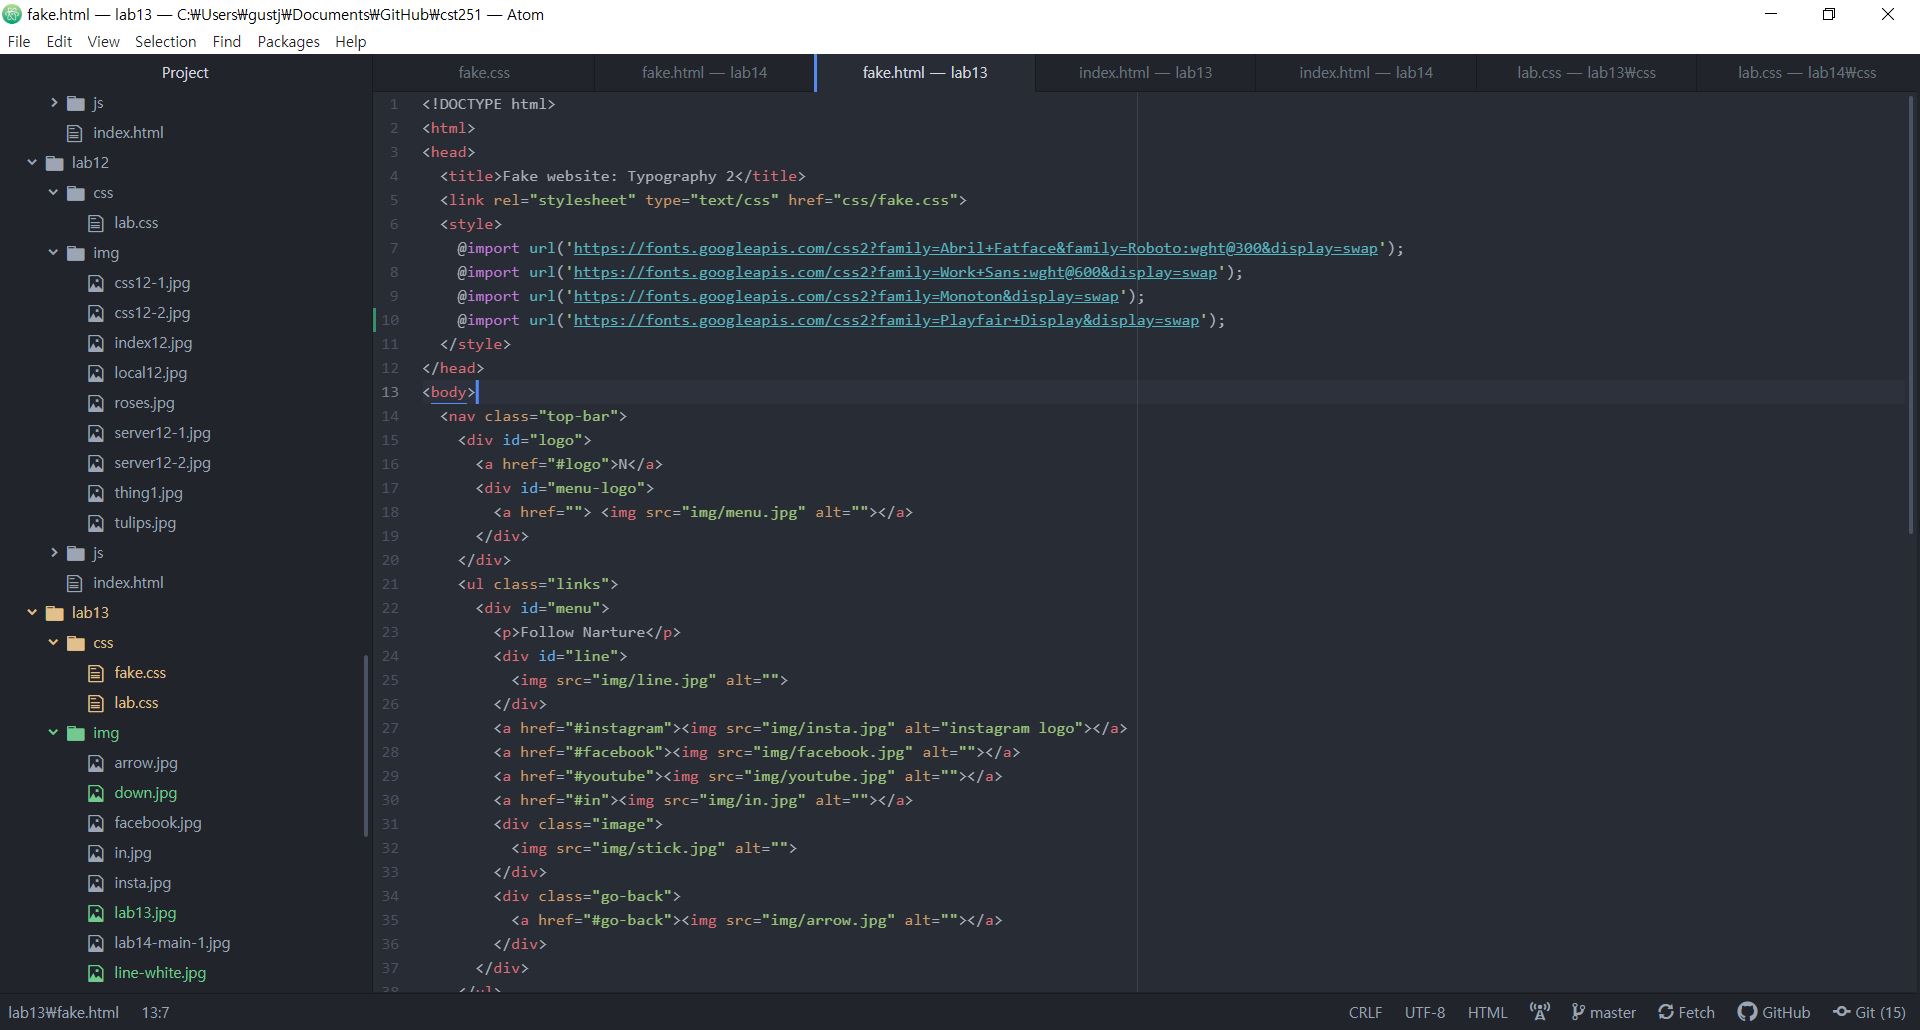 fake.html — lab13 — C:₩Users₩gustj₩Documents₩GitHub₩cst251 — Atom
File Edit View Selection Find Packages Help
Project
js
index.html
lab12
css
lab.css
img
css12-1.jpg
css12-2.jpg
index12.jpg
local12.jpg
roses.jpg
server12-1.jpg
server12-2.jpg
thing1.jpg
tulips.jpg
js
index.html
lab13
css
fake.css
lab.css
img
arrow.jpg
down.jpg
facebook.jpg
in.jpg
insta.jpg
lab13.jpg
lab14-main-1.jpg
line-white.jpg
fake.css fake.html — lab14 fake.html — lab13 index.html — lab13 index.html — lab14 lab.css — lab13₩css lab.css — lab14₩css
1 <!DOCTYPE html>
2 <html>
3 <head>
4 <title>Fake website: Typography 2</title>
5 <link rel="stylesheet" type="text/css" href="css/fake.css">
6 <style>
7 @import url('https://fonts.googleapis.com/css2?family=Abril+Fatface&family=Roboto:wght@300&display=swap');
8 @import url('https://fonts.googleapis.com/css2?family=Work+Sans:wght@600&display=swap');
9 @import url('https://fonts.googleapis.com/css2?family=Monoton&display=swap');
10 @import url('https://fonts.googleapis.com/css2?family=Playfair+Display&display=swap');
11 </style>
12 </head>
13 <body>
14 <nav class="top-bar">
15 <div id="logo">
16 <a href="#logo">N</a>
17 <div id="menu-logo">
18 <a href=""> <img src="img/menu.jpg" alt=""></a>
19 </div>
20 </div>
21 <ul class="links">
22 <div id="menu">
23 <p>Follow Narture</p>
24 <div id="line">
25 <img src="img/line.jpg" alt="">
26 </div>
27 <a href="#instagram"><img src="img/insta.jpg" alt="instagram logo"></a>
28 <a href="#facebook"><img src="img/facebook.jpg" alt=""></a>
29 <a href="#youtube"><img src="img/youtube.jpg" alt=""></a>
30 <a href="#in"><img src="img/in.jpg" alt=""></a>
31 <div class="image">
32 <img src="img/stick.jpg" alt="">
33 </div>
34 <div class="go-back">
35 <a href="#go-back"><img src="img/arrow.jpg" alt=""></a>
36 </div>
37 </div>
38 </ul>
lab13₩fake.html 13:7 CRLF UTF-8 HTML master Fetch GitHub Git (15)